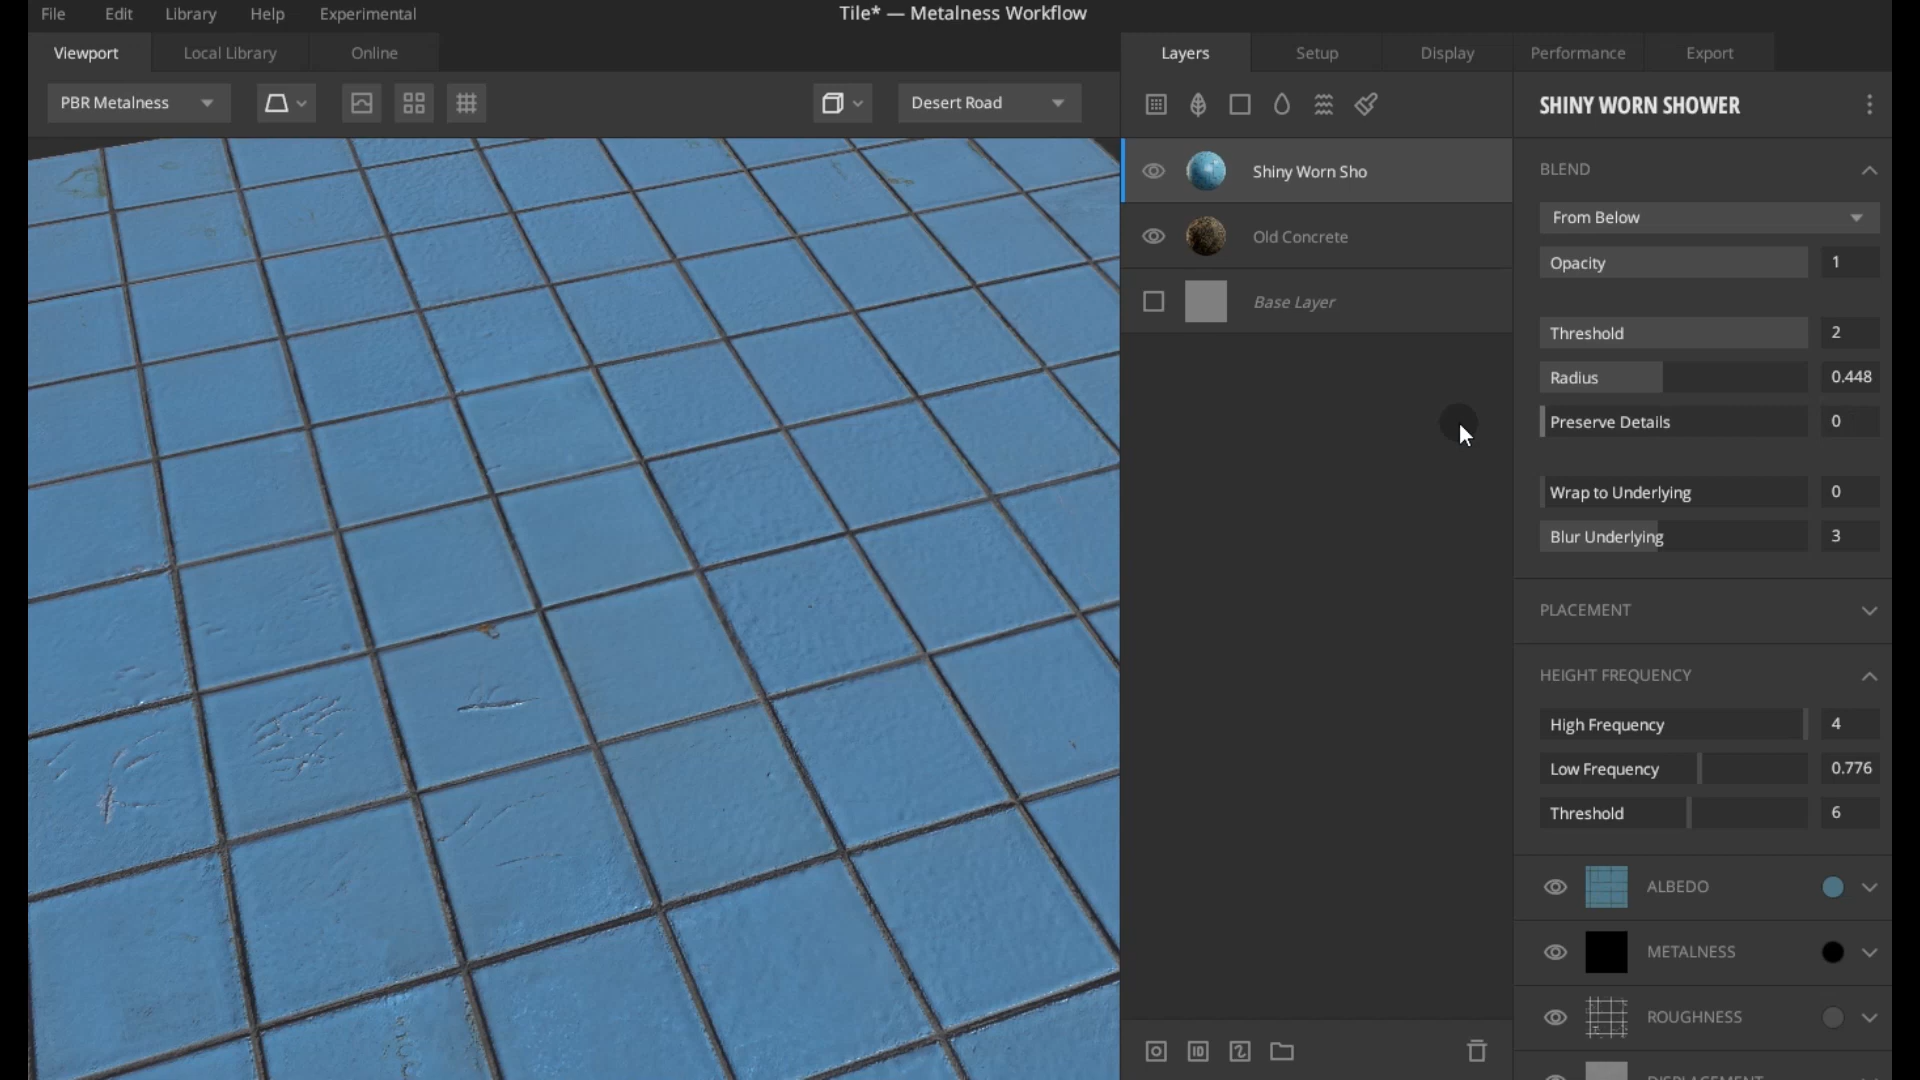 File Edit Library Help Experimental
Tile* — Metalness Workflow
Viewport Local Library Online
Layers Setup Display Performance Export
PBR Metalness
Desert Road
SHINY WORN SHOWER
Shiny Worn Sho
Old Concrete
Base Layer
BLEND
From Below
Opacity 1
Threshold 2
Radius 0.448
Preserve Details 0
Wrap to Underlying 0
Blur Underlying 3
PLACEMENT
HEIGHT FREQUENCY
High Frequency 4
Low Frequency 0.776
Threshold 6
ALBEDO
METALNESS
ROUGHNESS
DISPLACEMENT
ID